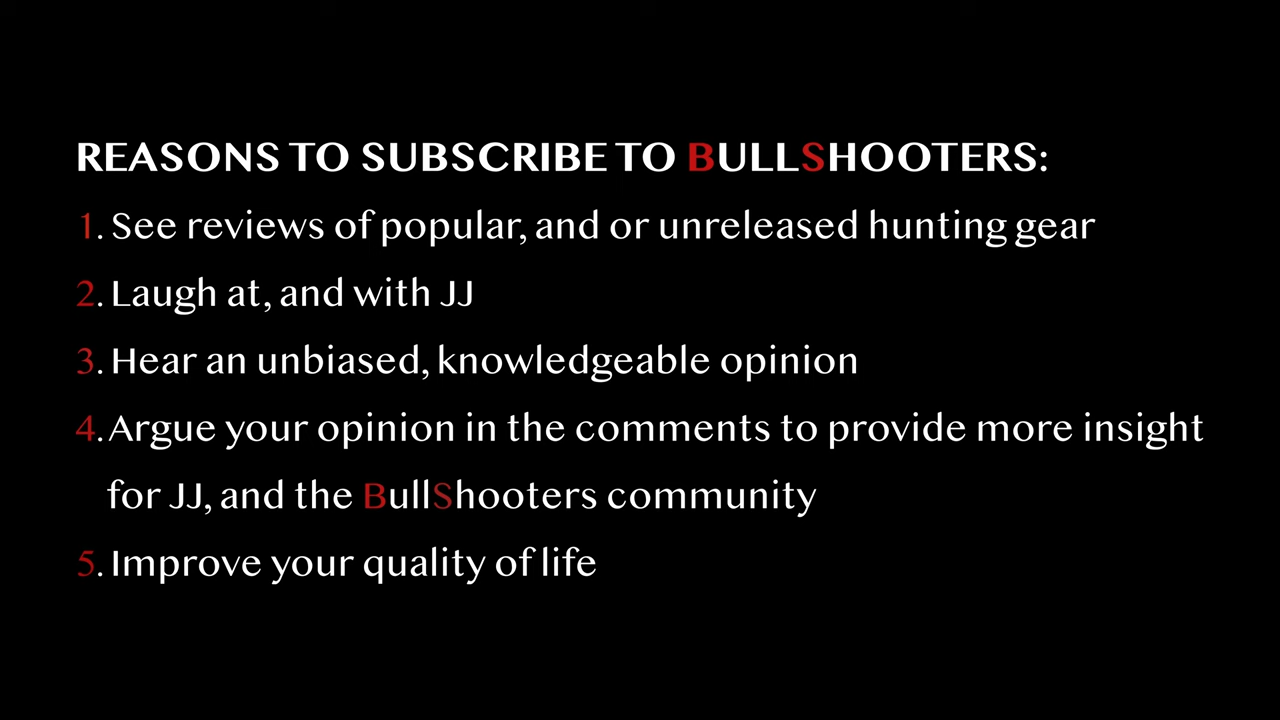 REASONS TO SUBSCRIBE TO BULLSHOOTERS:
1. See reviews of popular, and or unreleased hunting gear
2. Laugh at, and with JJ
3. Hear an unbiased, knowledgeable opinion
4. Argue your opinion in the comments to provide more insight
for JJ, and the BullShooters community
5. Improve your quality of life